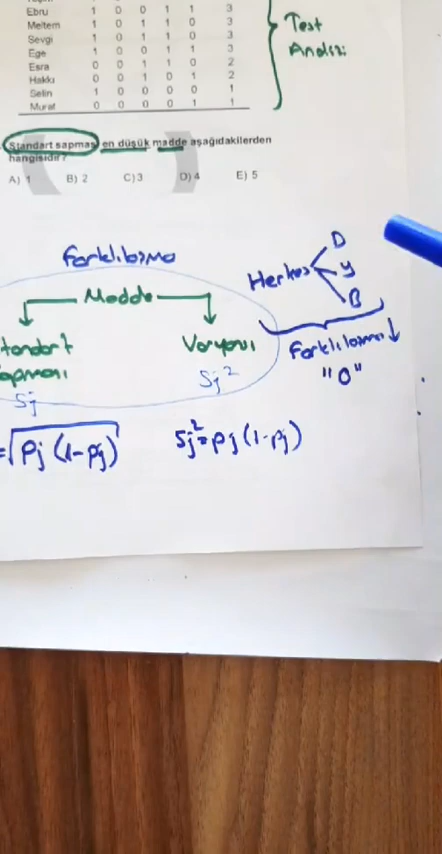 Ebru 1 0 0 1 1 3
Meltem 1 0 1 1 0 3
Sevgi 1 0 1 1 0 3
Ege 1 0 0 1 1 3
Esra 0 0 1 1 0 2
Hakkı 0 0 1 0 1 2
Selin 1 0 0 0 0 1
Murat 0 0 0 0 1 1
Test
Analizi
Standart sapması en düşük madde aşağıdakilerden
hangisidir?
A) 1 B) 2 C) 3 D) 4 E) 5
Farklılaşma
Madde
tandart
apması
Sj
Varyansı
Sj²
Herkes
D
Y
B
Farklılaşma ↓
"0"
=√Pj (1-Pj)
Sj²=Pj (1-Pj)